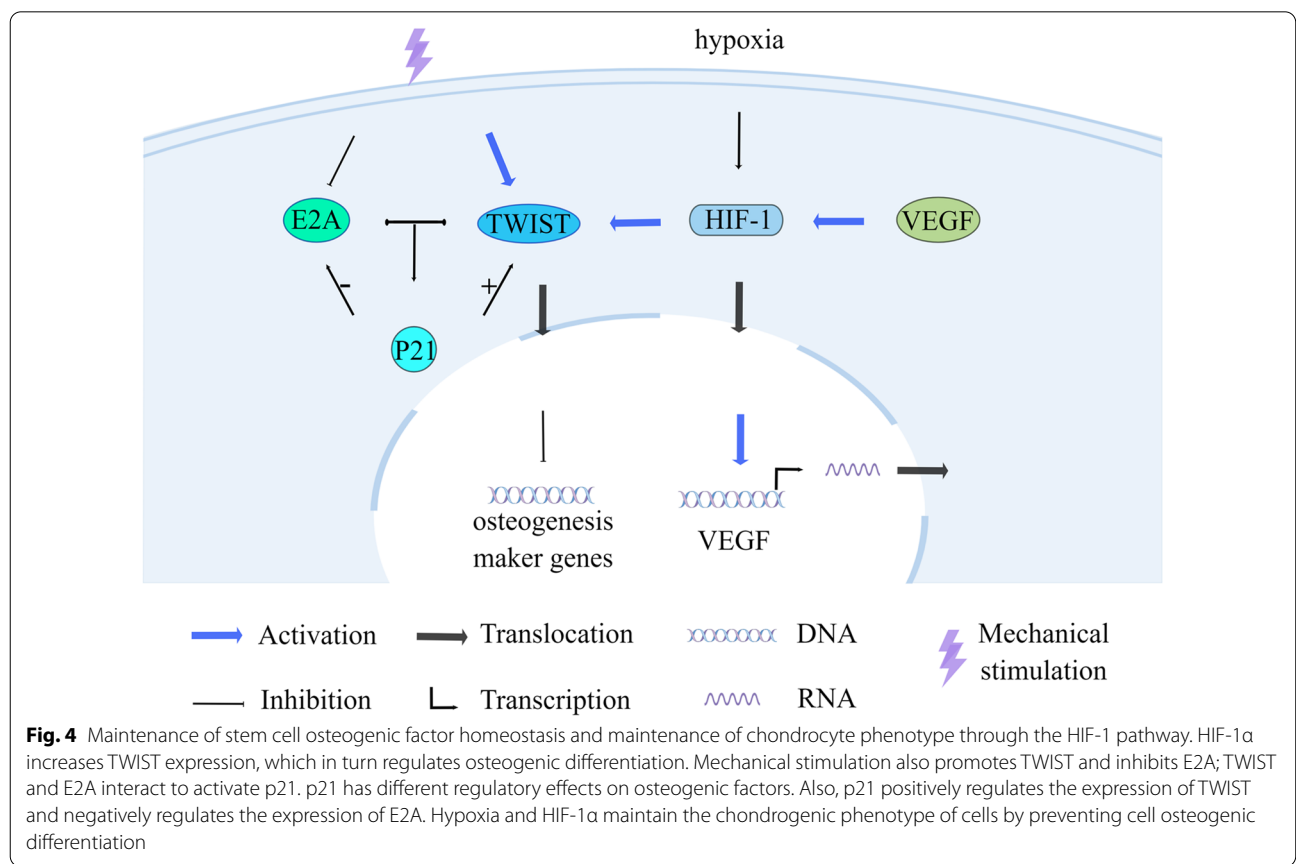 hypoxia
E2A
TWIST
HIF-1
VEGF
-
+
P21
osteogenesis
maker genes
VEGF
Activation
Translocation
DNA
Mechanical
stimulation
Inhibition
Transcription
RNA
Fig. 4 Maintenance of stem cell osteogenic factor homeostasis and maintenance of chondrocyte phenotype through the HIF-1 pathway. HIF-1α
increases TWIST expression, which in turn regulates osteogenic differentiation. Mechanical stimulation also promotes TWIST and inhibits E2A; TWIST
and E2A interact to activate p21. p21 has different regulatory effects on osteogenic factors. Also, p21 positively regulates the expression of TWIST
and negatively regulates the expression of E2A. Hypoxia and HIF-1α maintain the chondrogenic phenotype of cells by preventing cell osteogenic
differentiation